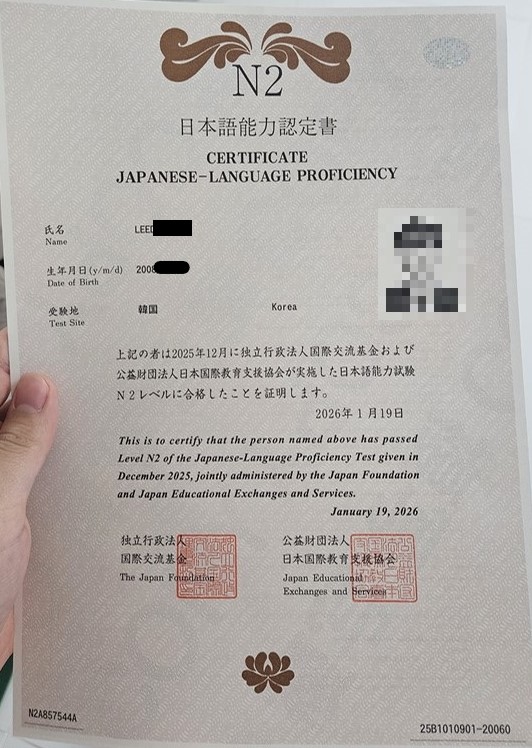 N2
日本語能力認定書
CERTIFICATE
JAPANESE-LANGUAGE PROFICIENCY
氏名 LEED
Name
生年月日(y/m/d) 2008
Date of Birth
受験地 韓国 Korea
Test Site
上記の者は2025年12月に独立行政法人国際交流基金および
公益財団法人日本国際教育支援協会が実施した日本語能力試験
N2レベルに合格したことを証明します。
2026年1月19日
This is to certify that the person named above has passed
Level N2 of the Japanese-Language Proficiency Test given in
December 2025, jointly administered by the Japan Foundation
and Japan Educational Exchanges and Services.
January 19, 2026
独立行政法人
国際交流基金
The Japan Foundation
公益財団法人
日本国際教育支援協会
Japan Educational
Exchanges and Services
N2A857544A
25B1010901-20060